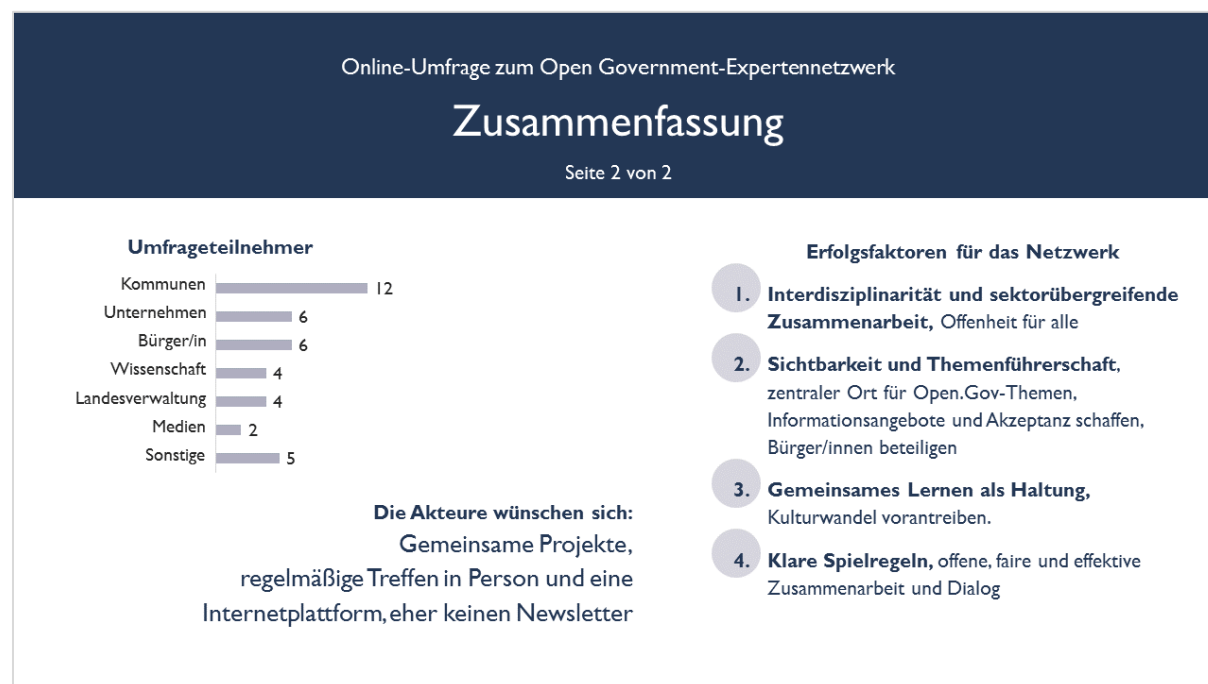 Online-Umfrage zum Open Government-Expertennetzwerk
Zusammenfassung
Seite 2 von 2
Umfrageteilnehmer
Kommunen 12
Unternehmen 6
Bürger/in 6
Wissenschaft 4
Landesverwaltung 4
Medien 2
Sonstige 5
Die Akteure wünschen sich:
Gemeinsame Projekte,
regelmäßige Treffen in Person und eine
Internetplattform, eher keinen Newsletter
Erfolgsfaktoren für das Netzwerk
1. Interdisziplinarität und sektorübergreifende
Zusammenarbeit, Offenheit für alle
2. Sichtbarkeit und Themenführerschaft,
zentraler Ort für Open.Gov-Themen,
Informationsangebote und Akzeptanz schaffen,
Bürger/innen beteiligen
3. Gemeinsames Lernen als Haltung,
Kulturwandel vorantreiben.
4. Klare Spielregeln, offene, faire und effektive
Zusammenarbeit und Dialog